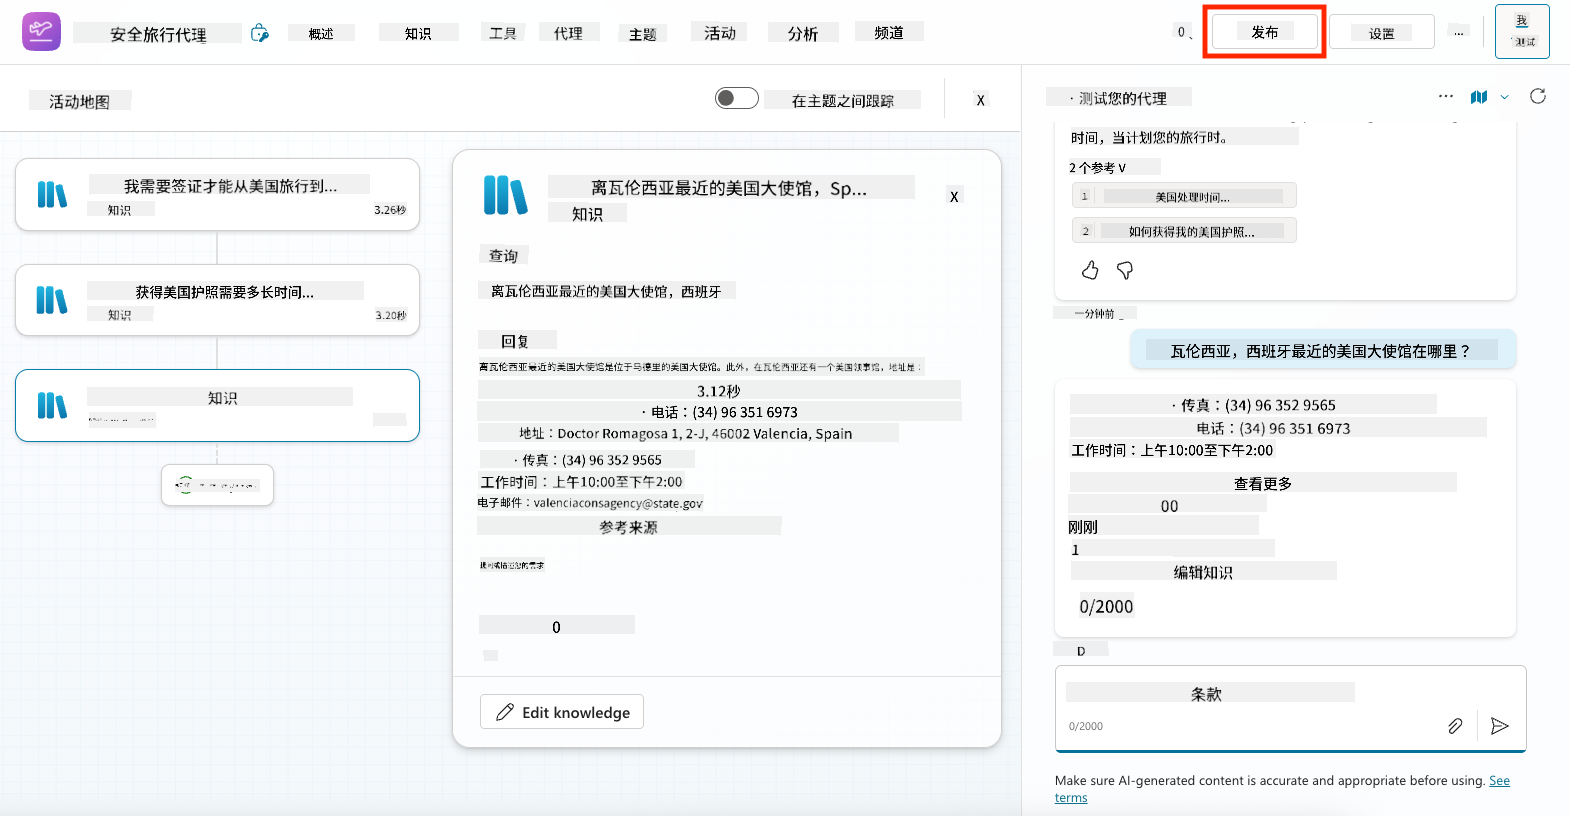 安全旅行代理
概述
知识
工具
代理
主题
活动
分析
频道
0
发布
设置
...
我
测试
活动地图
在主题之间跟踪
X
我需要签证才能从美国旅行到...
知识
3.26秒
获得美国护照需要多长时间...
知识
3.20秒
知识
离瓦伦西亚最近的美国大使馆，Sp...
知识
X
查询
离瓦伦西亚最近的美国大使馆，西班牙
回复
离瓦伦西亚最近的美国大使馆是位于马德里的美国大使馆。此外，在瓦伦西亚还有一个美国领事馆，地址是：
3.12秒
· 电话：(34) 96 351 6973
地址：Doctor Romagosa 1, 2-J, 46002 Valencia, Spain
· 传真：(34) 96 352 9565
工作时间：上午10:00至下午2:00
电子邮件：valenciaconsagency@state.gov
参考来源
提问或描述您的需求
0
Edit knowledge
· 测试您的代理
时间，当计划您的旅行时。
2 个参考 V
1 美国处理时间...
2 如何获得我的美国护照...
一分钟前
瓦伦西亚，西班牙最近的美国大使馆在哪里？
· 传真：(34) 96 352 9565
电话：(34) 96 351 6973
工作时间：上午10:00至下午2:00
查看更多
00
刚刚
1
编辑知识
0/2000
D
条款
0/2000
Make sure AI-generated content is accurate and appropriate before using. See
terms